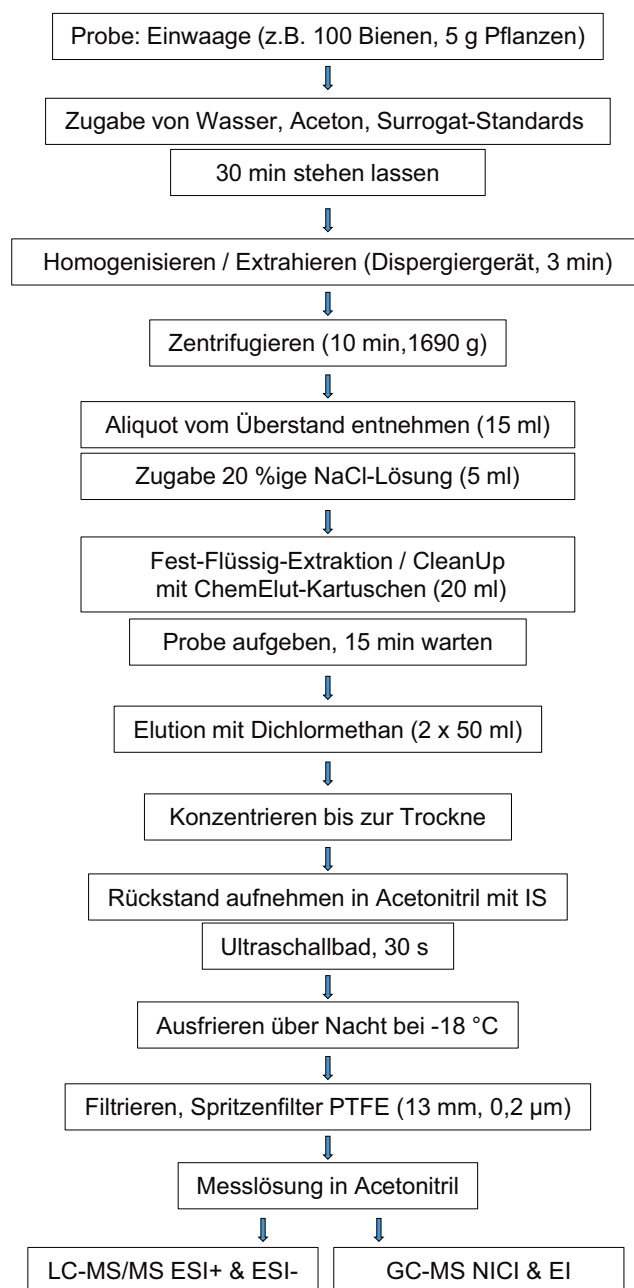 Probe: Einwaage (z.B. 100 Bienen, 5 g Pflanzen)
Zugabe von Wasser, Aceton, Surrogat-Standards
30 min stehen lassen
Homogenisieren / Extrahieren (Dispergiergerät, 3 min)
Zentrifugieren (10 min,1690 g)
Aliquot vom Überstand entnehmen (15 ml)
Zugabe 20 %ige NaCl-Lösung (5 ml)
Fest-Flüssig-Extraktion / CleanUp
mit ChemElut-Kartuschen (20 ml)
Probe aufgeben, 15 min warten
Elution mit Dichlormethan (2 x 50 ml)
Konzentrieren bis zur Trockne
Rückstand aufnehmen in Acetonitril mit IS
Ultraschallbad, 30 s
Ausfrieren über Nacht bei -18 °C
Filtrieren, Spritzenfilter PTFE (13 mm, 0,2 µm)
Messlösung in Acetonitril
LC-MS/MS ESI+ & ESI-
GC-MS NICI & EI